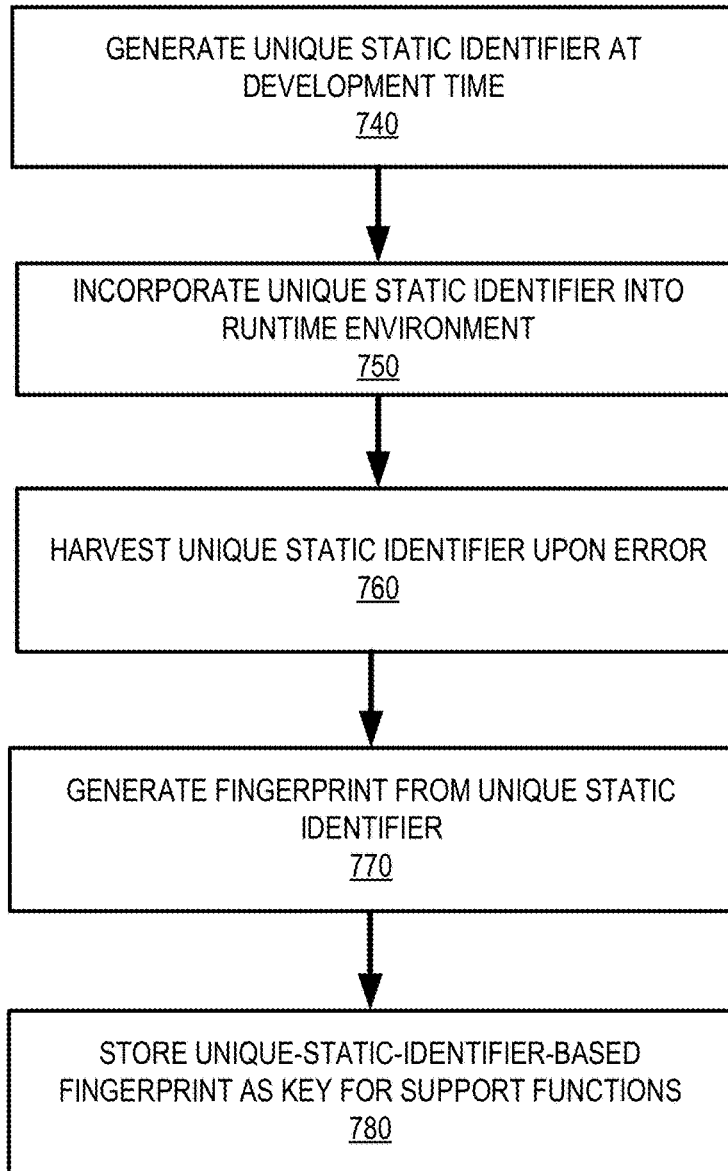 GENERATE UNIQUE STATIC IDENTIFIER AT
DEVELOPMENT TIME
740
INCORPORATE UNIQUE STATIC IDENTIFIER INTO
RUNTIME ENVIRONMENT
750
HARVEST UNIQUE STATIC IDENTIFIER UPON ERROR
760
GENERATE FINGERPRINT FROM UNIQUE STATIC
IDENTIFIER
770
STORE UNIQUE-STATIC-IDENTIFIER-BASED
FINGERPRINT AS KEY FOR SUPPORT FUNCTIONS
780